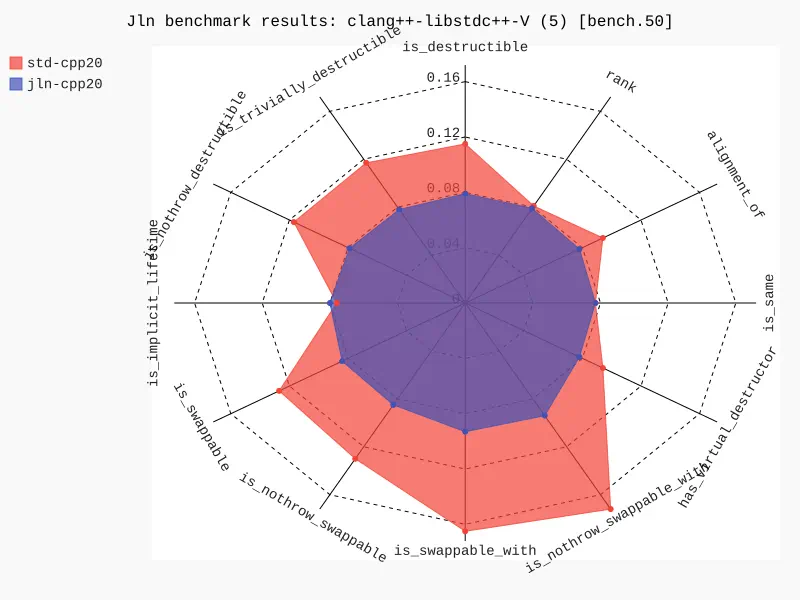 Jln benchmark results: clang++-libstdc++-V (5) [bench.50]
std-cpp20
jln-cpp20
is_destructible
is_trivially_destructible
rank
0.16
0.12
0.08
0.04
0
is_nothrow_destructible
alignment_of
is_implicit_lifetime
is_same
is_swappable
has_virtual_destructor
is_nothrow_swappable
is_nothrow_swappable_with
is_swappable_with